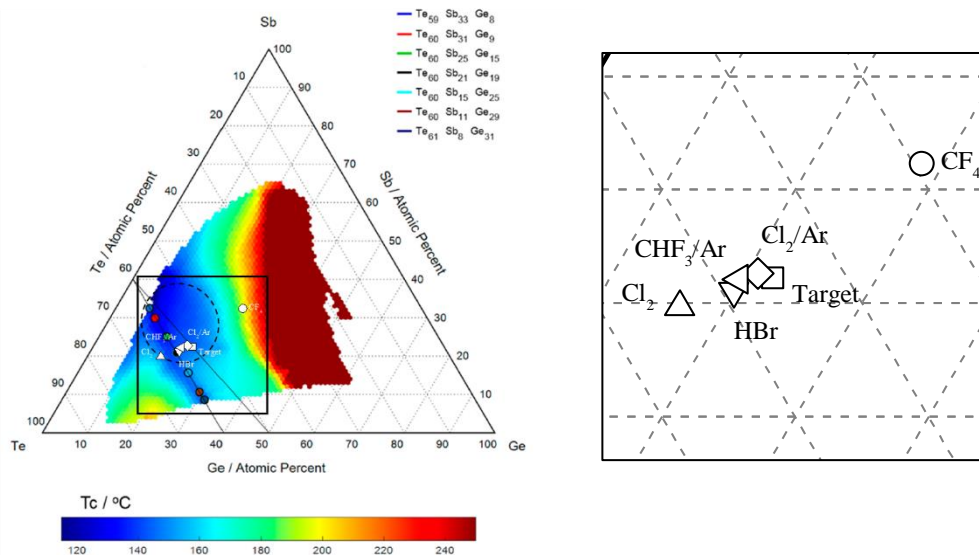 Sb
Te59 Sb33 Ge8
Te60 Sb31 Ge9
Te60 Sb25 Ge15
Te60 Sb21 Ge19
Te60 Sb15 Ge25
Te60 Sb11 Ge29
Te61 Sb8 Ge31
100
10
90
20
80
30
70
40
60
50
50
60
40
70
30
80
20
90
10
100
Te / Atomic Percent
Sb / Atomic Percent
CF4
CHF3/Ar
Cl2/Ar
Cl2
Target
HBr
Te
10 20 30 40 50 60 70 80 90 100
Ge
Ge / Atomic Percent
Tc / °C
120 140 160 180 200 220 240
CF4
Cl2/Ar
CHF3/Ar
Cl2
Target
HBr